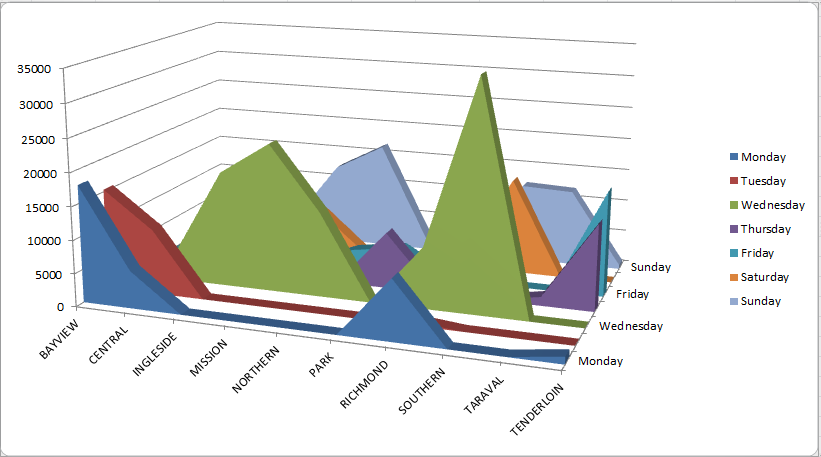 35000
30000
25000
20000
15000
10000
5000
0
BAYVIEW
CENTRAL
INGLESIDE
MISSION
NORTHERN
PARK
RICHMOND
SOUTHERN
TARAVAL
TENDERLOIN
Sunday
Friday
Wednesday
Monday
Monday
Tuesday
Wednesday
Thursday
Friday
Saturday
Sunday